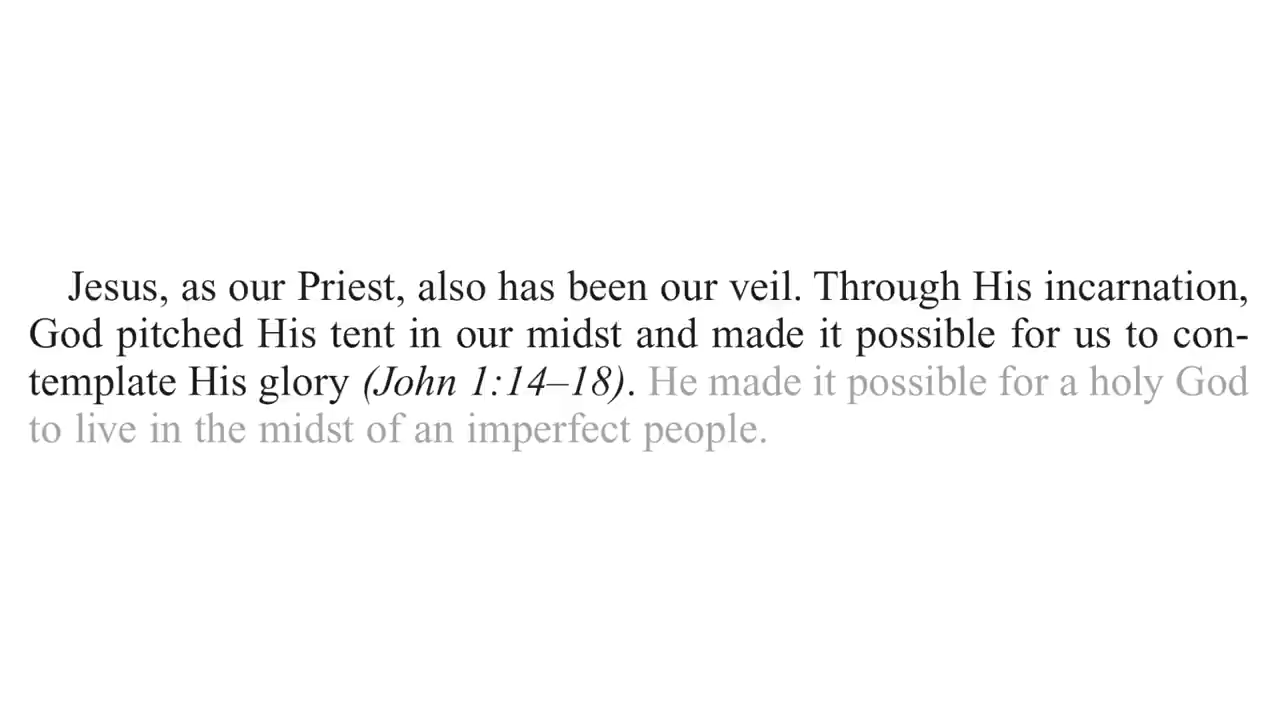 Jesus, as our Priest, also has been our veil. Through His incarnation,
God pitched His tent in our midst and made it possible for us to con-
template His glory (John 1:14–18). He made it possible for a holy God
to live in the midst of an imperfect people.